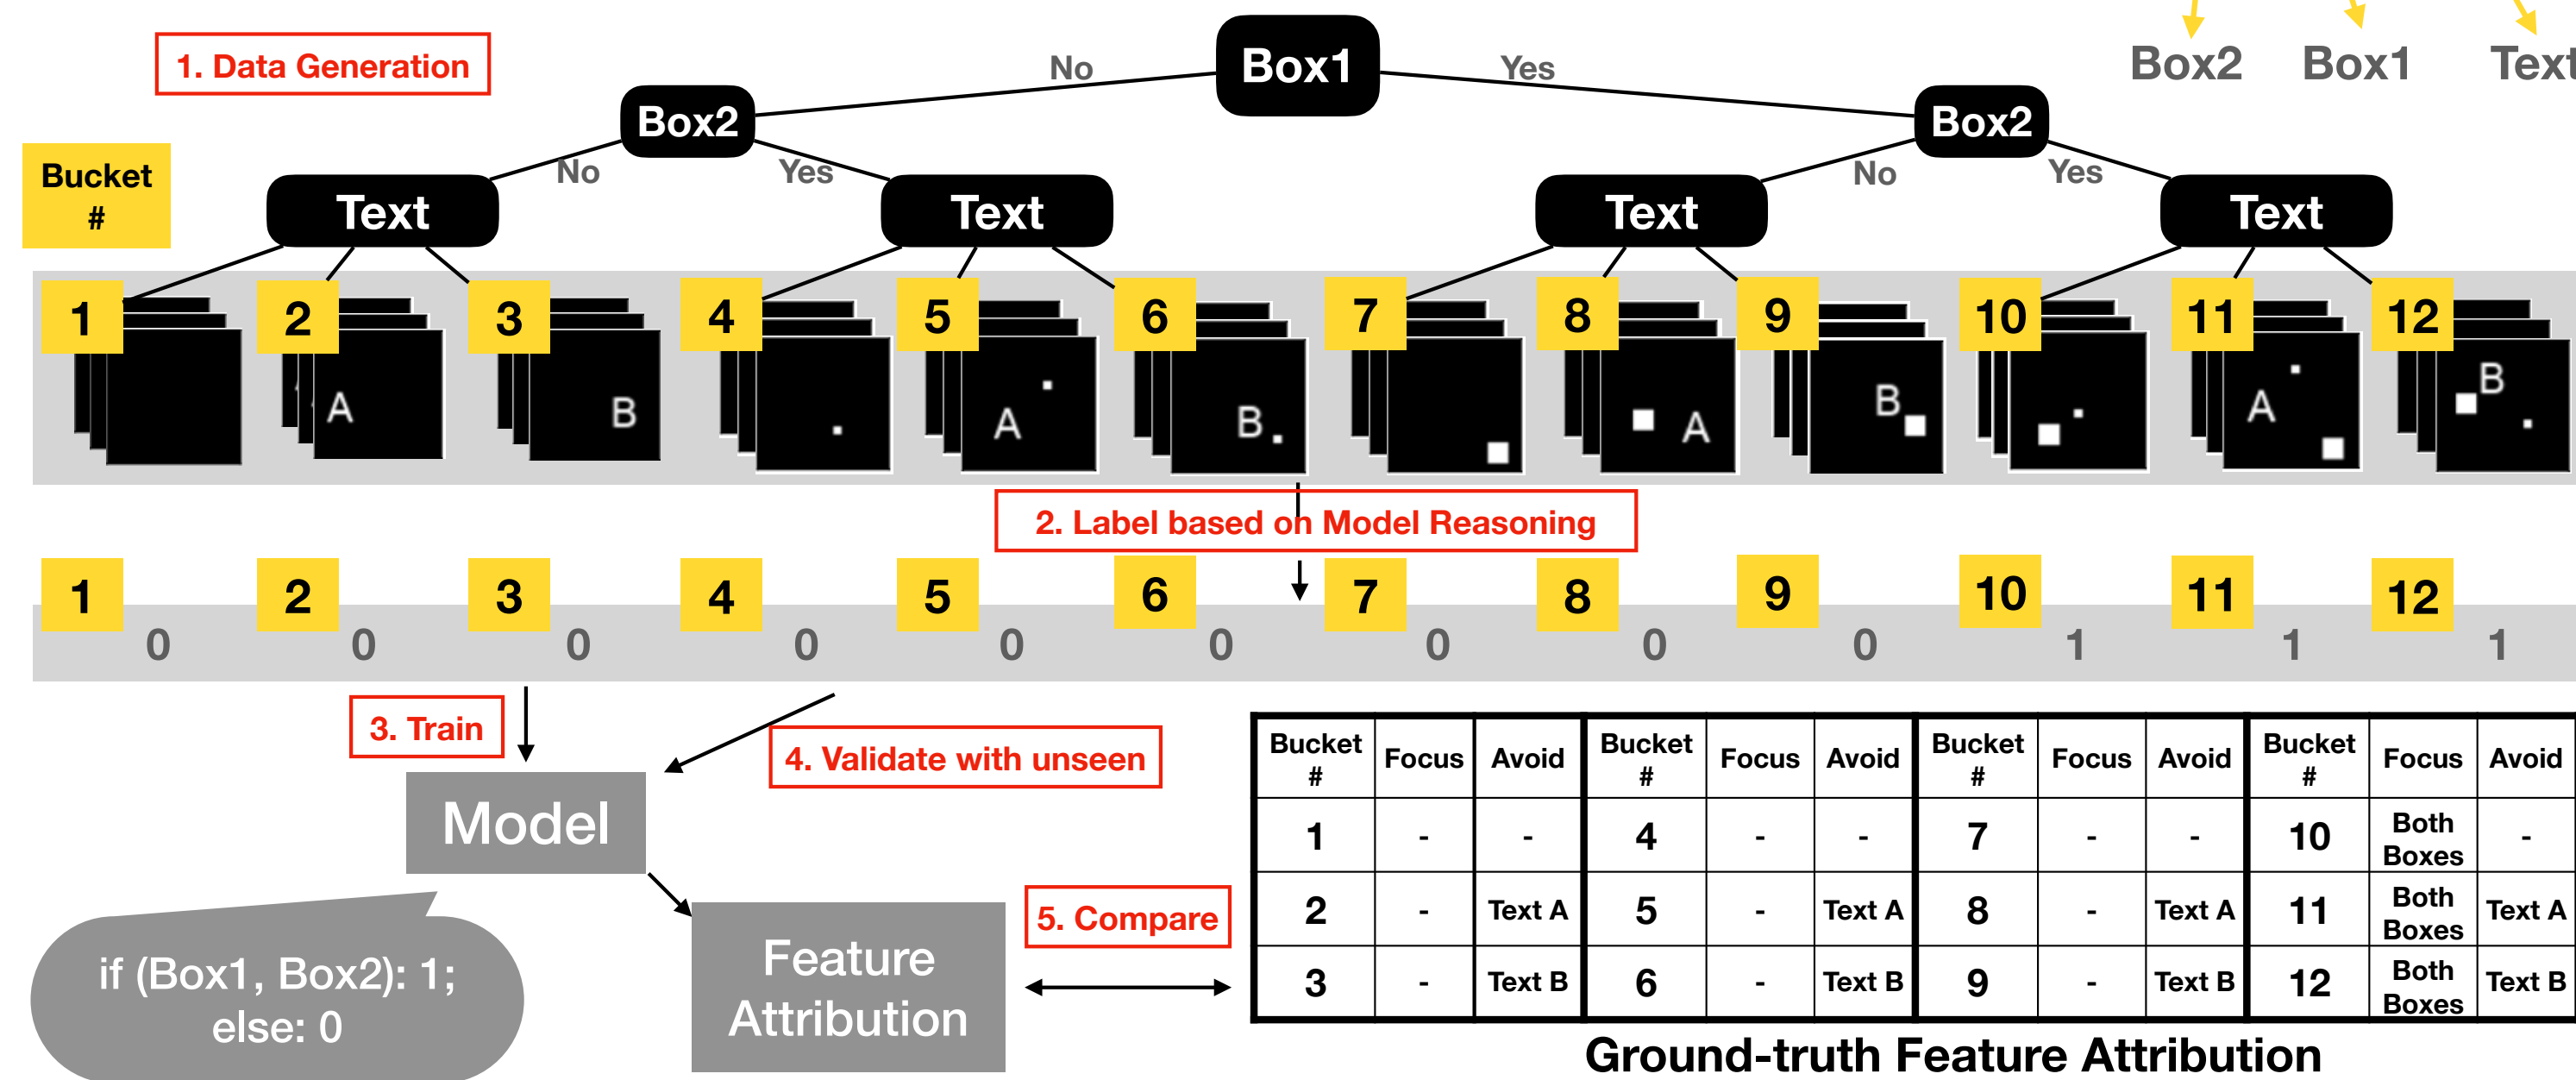 1. Data Generation
No
Box1
Yes
Box2 Box1 Text
Box2
Box2
No
Yes
No
Yes
Bucket
#
Text
Text
Text
Text
1 2 3 4 5 6 7 8 9 10 11 12
A
B
A
B
A
B
A
B
2. Label based on Model Reasoning
1 2 3 4 5 6 7 8 9 10 11 12
0 0 0 0 0 0 0 0 0 1 1 1
3. Train
4. Validate with unseen
Model
if (Box1, Box2): 1;
else: 0
Feature
Attribution
5. Compare
Bucket # Focus Avoid Bucket # Focus Avoid Bucket # Focus Avoid Bucket # Focus Avoid
1 - - 4 - - 7 - - 10 Both Boxes -
2 - Text A 5 - Text A 8 - Text A 11 Both Boxes Text A
3 - Text B 6 - Text B 9 - Text B 12 Both Boxes Text B
Ground-truth Feature Attribution